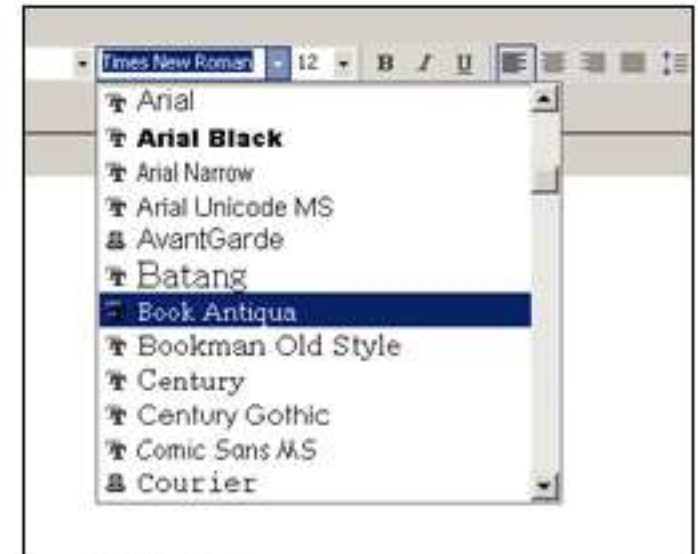 Times New Roman 12 B I U
Arial
Arial Black
Arial Narrow
Arial Unicode MS
AvantGarde
Batang
Book Antiqua
Bookman Old Style
Century
Century Gothic
Comic Sans MS
Courier